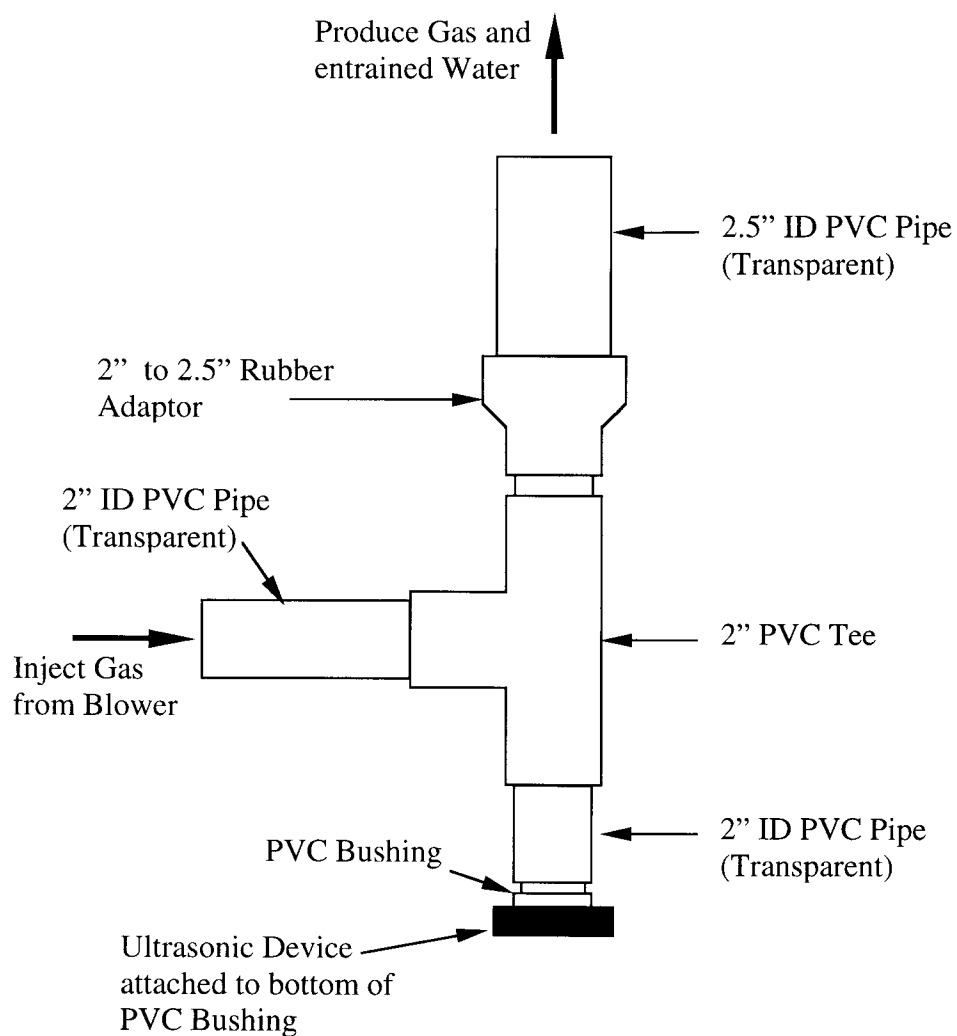 Produce Gas and
entrained Water
2.5” ID PVC Pipe
(Transparent)
2”  to 2.5” Rubber
Adaptor
2” ID PVC Pipe
(Transparent)
2” PVC Tee
Inject Gas
from Blower
2” ID PVC Pipe
(Transparent)
PVC Bushing
Ultrasonic Device
attached to bottom of
PVC Bushing